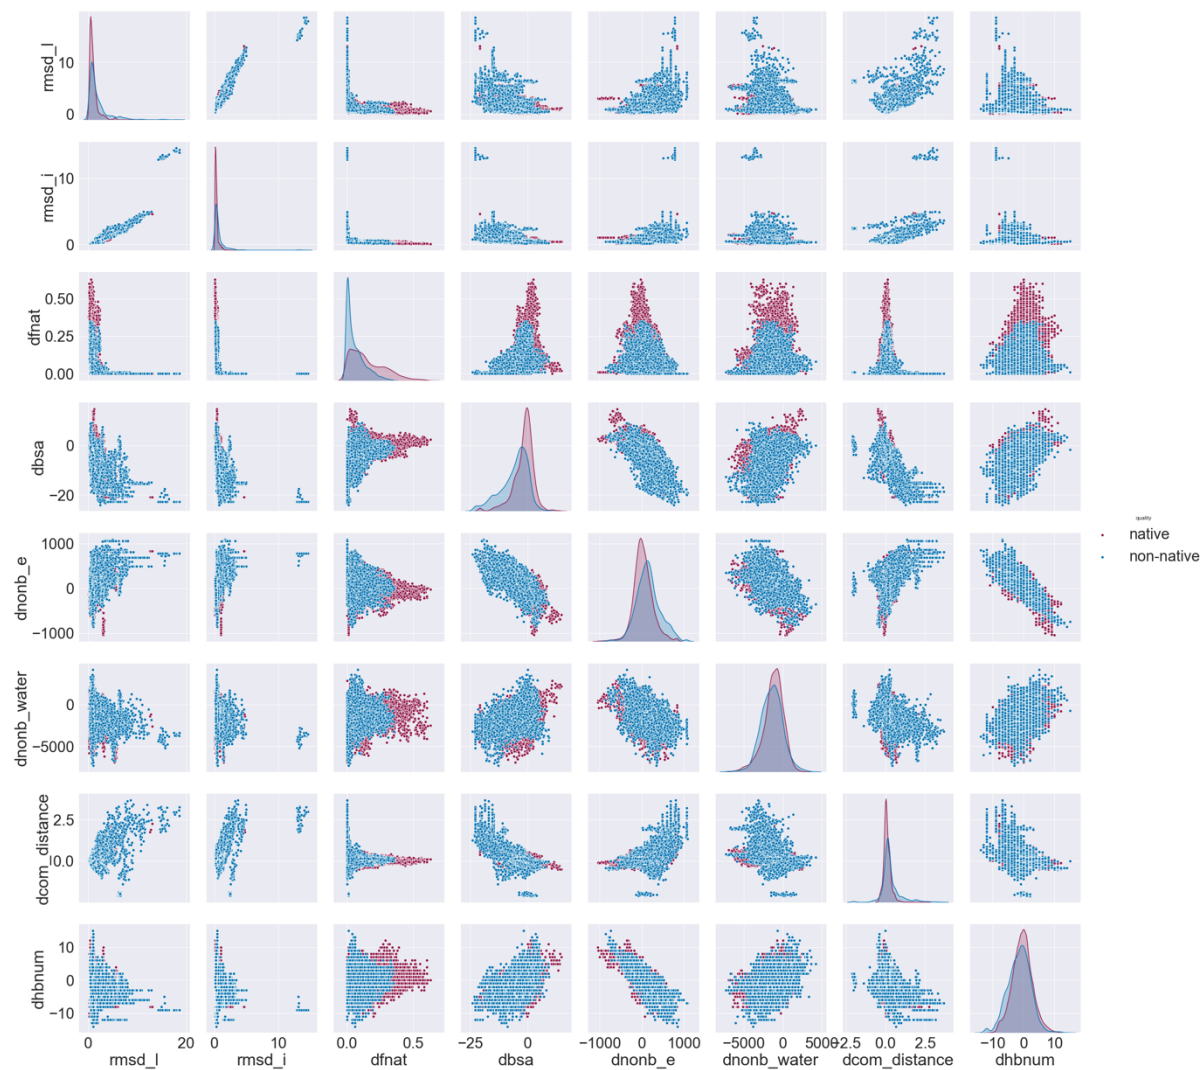 rmsd_l
10
0
rmsd_i
10
0
dfnat
0.50
0.25
0.00
dbsa
0
−20
dnonb_e
1000
0
−1000
quality
native
non-native
dnonb_water
0
−5000
dcom_distance
2.5
0.0
dhbnum
10
0
−10
0 20 0 10 0.0 0.5 −25 0 −1000 0 1000 −5000 0 5000 −2.5 0.0 2.5 −10 0 10
rmsd_l rmsd_i dfnat dbsa dnonb_e dnonb_water dcom_distance dhbnum